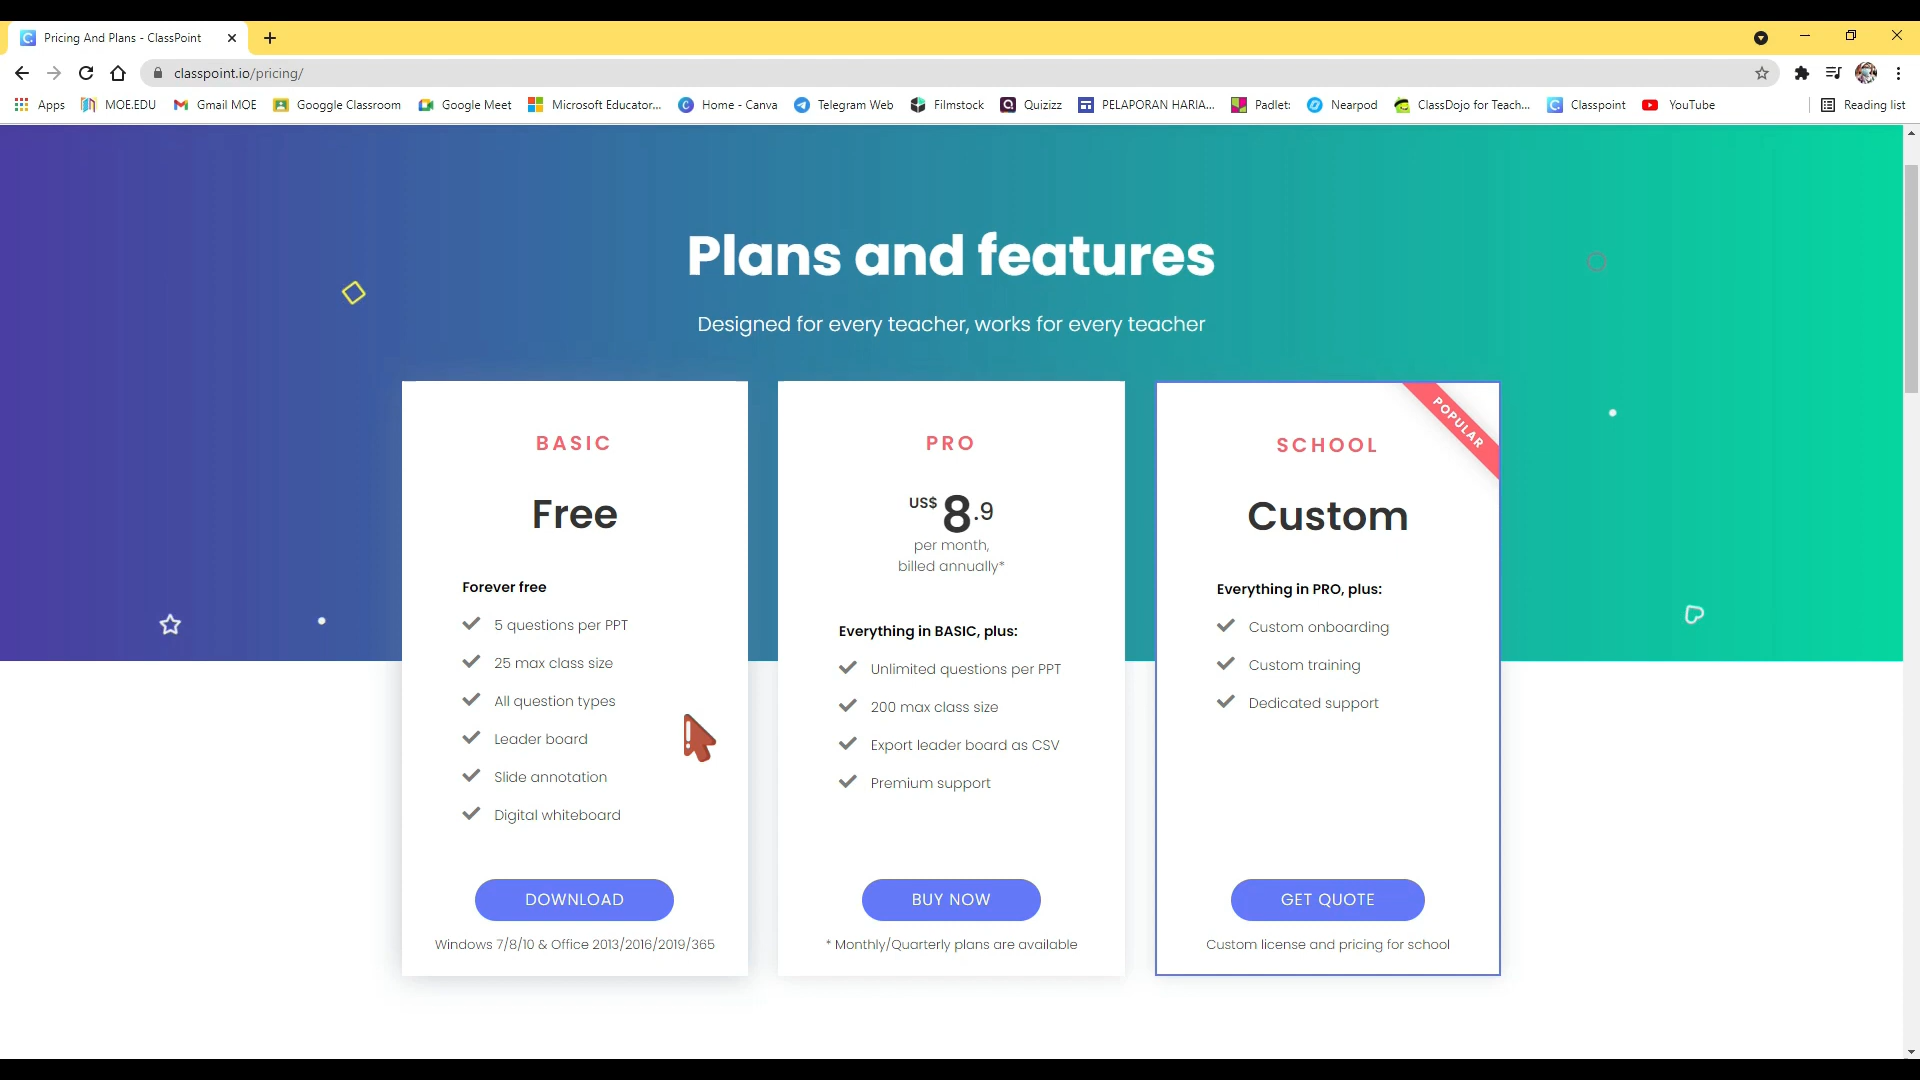 Pricing And Plans - ClassPoint
classpoint.io/pricing/
Apps
MOE.EDU
Gmail MOE
Googgle Classroom
Google Meet
Microsoft Educator...
Home - Canva
Telegram Web
Filmstock
Quizizz
PELAPORAN HARIA...
Padlet:
Nearpod
ClassDojo for Teach...
Classpoint
YouTube
Reading list
Plans and features
Designed for every teacher, works for every teacher
BASIC
Free
Forever free
5 questions per PPT
25 max class size
All question types
Leader board
Slide annotation
Digital whiteboard
DOWNLOAD
Windows 7/8/10 & Office 2013/2016/2019/365
PRO
US$ 8.9
per month,
billed annually*
Everything in BASIC, plus:
Unlimited questions per PPT
200 max class size
Export leader board as CSV
Premium support
BUY NOW
* Monthly/Quarterly plans are available
POPULAR
SCHOOL
Custom
Everything in PRO, plus:
Custom onboarding
Custom training
Dedicated support
GET QUOTE
Custom license and pricing for school